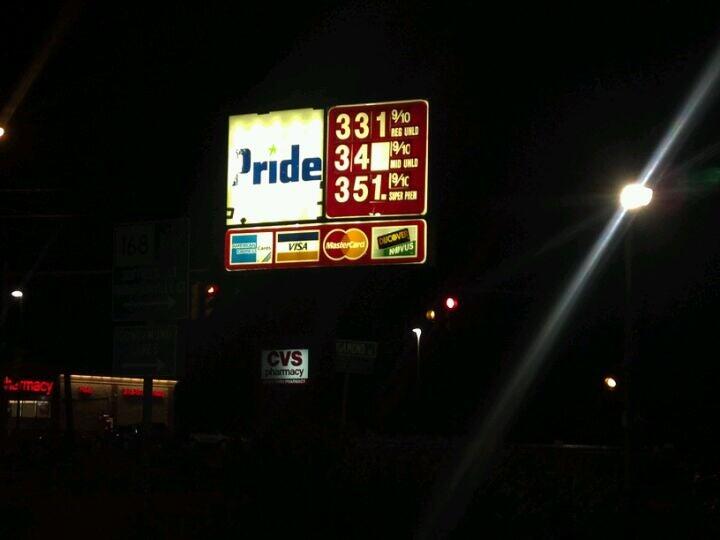 Pride
331 9/10 REG UNLD
34 9/10 MID UNLD
351 9/10 SUPER PREM
AMERICAN EXPRESS Cards
VISA
MasterCard
DISCOVER
NOVUS
8
CVS
pharmacy
pharmacy